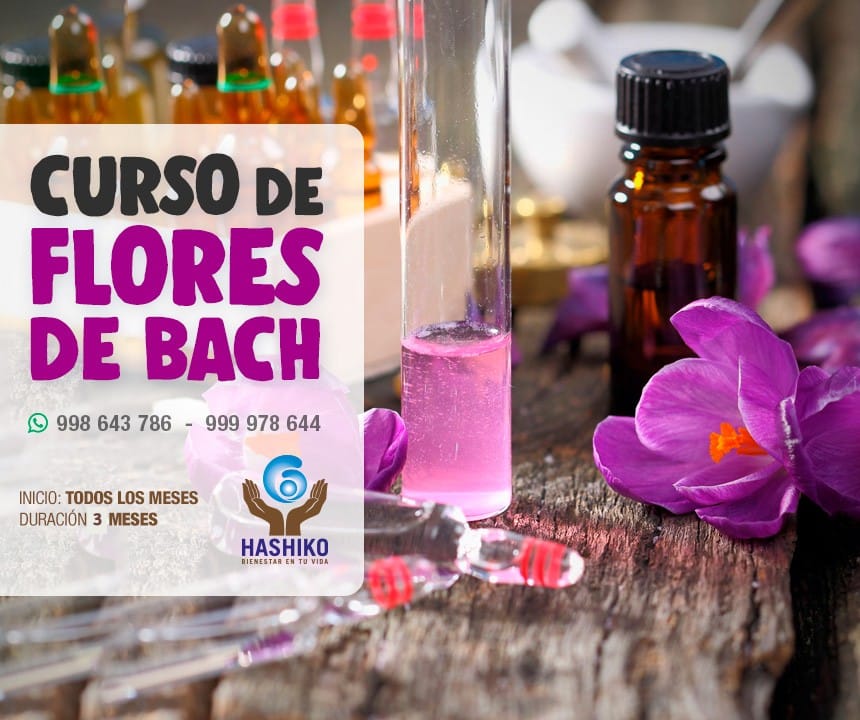 CURSO DE
FLORES
DE BACH
998 643 786 - 999 978 644
INICIO: TODOS LOS MESES
DURACIÓN 3 MESES
HASHIKO
BIENESTAR EN TU VIDA